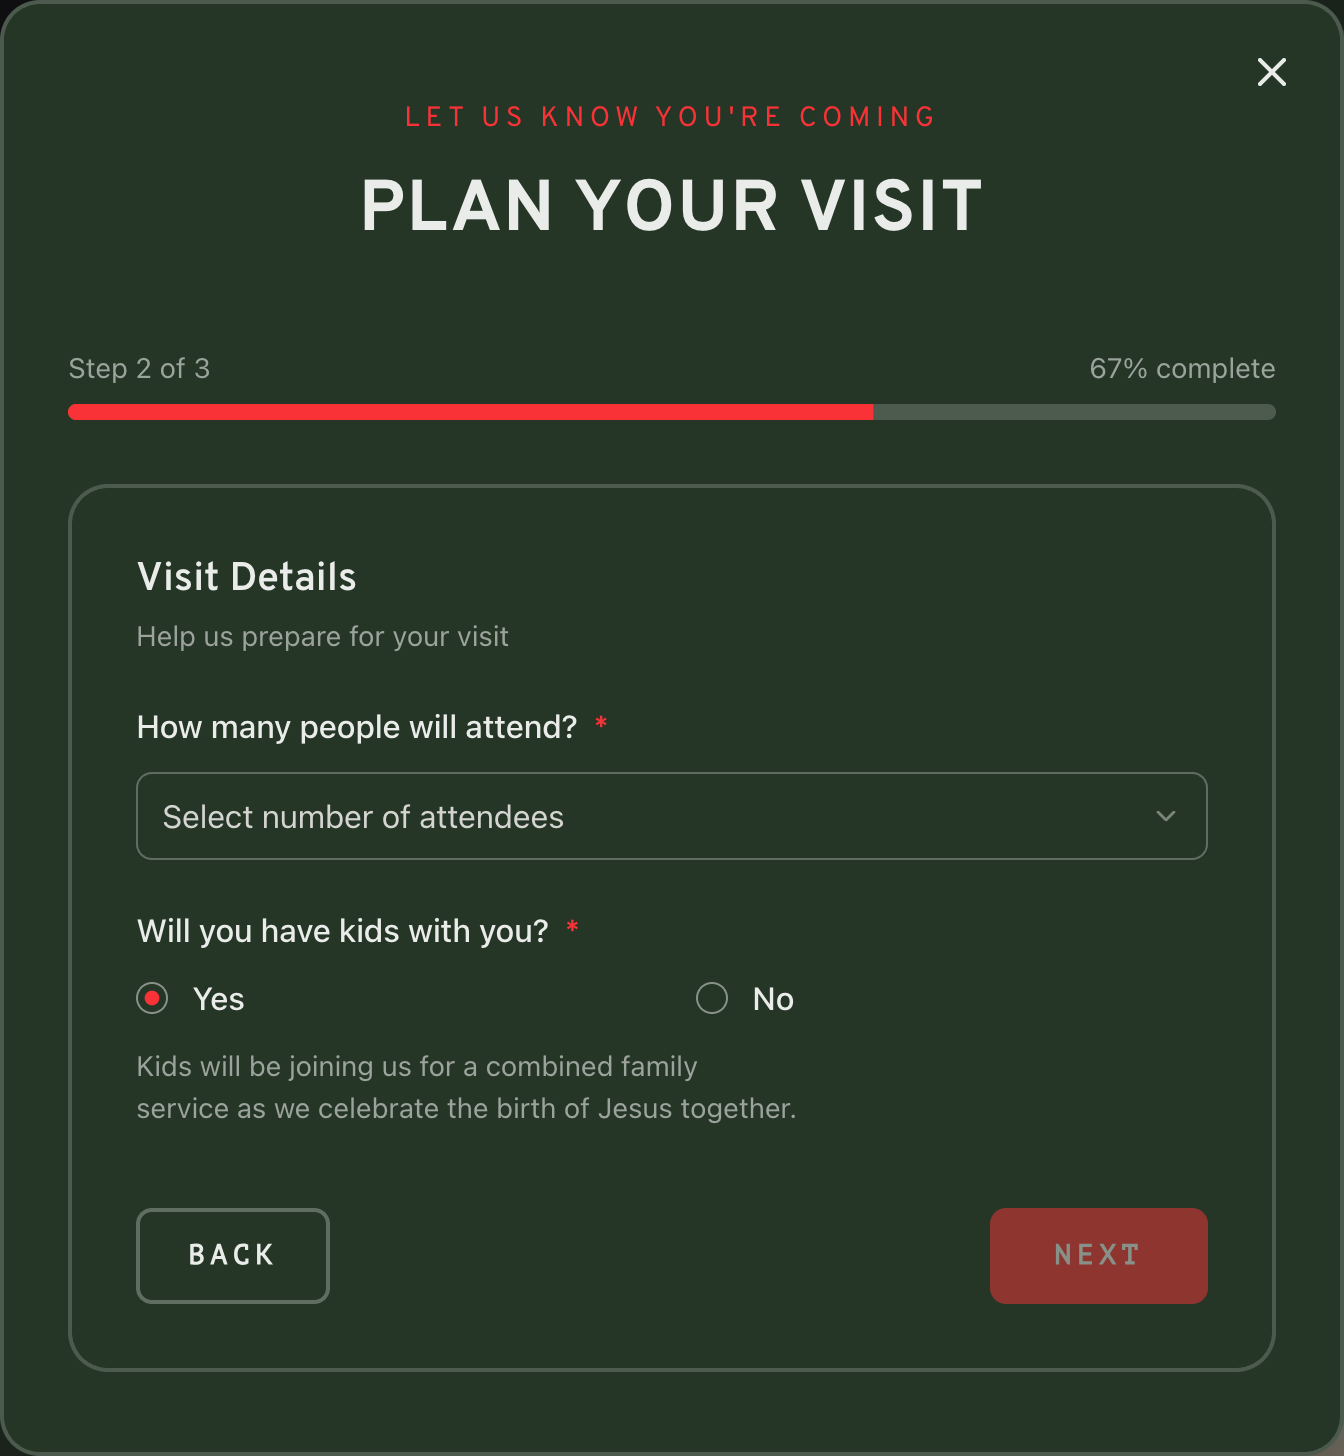 LET US KNOW YOU'RE COMING
PLAN YOUR VISIT
Step 2 of 3
67% complete
Visit Details
Help us prepare for your visit
How many people will attend? *
Select number of attendees
Will you have kids with you? *
Yes
No
Kids will be joining us for a combined family
service as we celebrate the birth of Jesus together.
BACK
NEXT